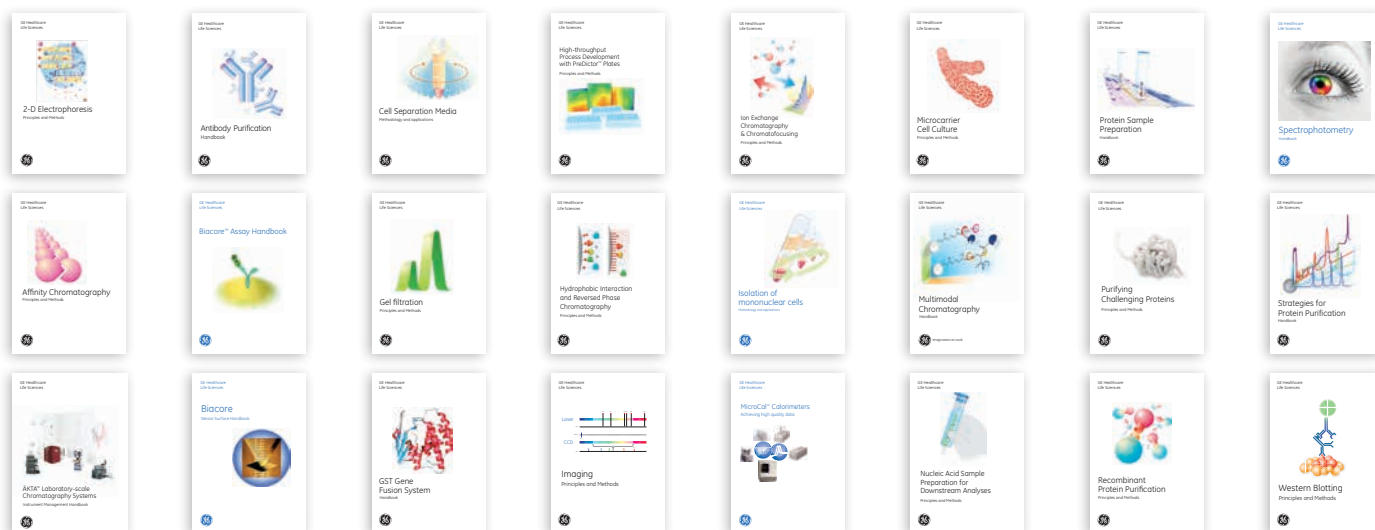 GE Healthcare
Life Sciences
2-D Electrophoresis
Principles and Methods
GE Healthcare
Life Sciences
Antibody Purification
Handbook
GE Healthcare
Life Sciences
Cell Separation Media
Methodology and applications
GE Healthcare
Life Sciences
High-throughput
Process Development
with PreDictor™ Plates
Principles and Methods
GE Healthcare
Life Sciences
Ion Exchange
Chromatography
& Chromatofocusing
Principles and Methods
GE Healthcare
Life Sciences
Microcarrier
Cell Culture
Principles and Methods
GE Healthcare
Life Sciences
Protein Sample
Preparation
Handbook
GE Healthcare
Life Sciences
Spectrophotometry
Handbook
GE Healthcare
Life Sciences
Affinity Chromatography
Principles and Methods
GE Healthcare
Life Sciences
Biacore™ Assay Handbook
GE Healthcare
Life Sciences
Gel filtration
Principles and Methods
GE Healthcare
Life Sciences
Hydrophobic Interaction
and Reversed Phase
Chromatography
Principles and Methods
GE Healthcare
Life Sciences
Isolation of
mononuclear cells
Methodology and applications
GE Healthcare
Life Sciences
Multimodal
Chromatography
Handbook
imagination at work
GE Healthcare
Life Sciences
Purifying
Challenging Proteins
Principles and Methods
GE Healthcare
Life Sciences
Strategies for
Protein Purification
Handbook
GE Healthcare
Life Sciences
ÄKTA™ Laboratory-scale
Chromatography Systems
Instrument Management Handbook
GE Healthcare
Life Sciences
Biacore
Sensor Surface Handbook
GE Healthcare
Life Sciences
GST Gene
Fusion System
Handbook
GE Healthcare
Life Sciences
Laser
CCD
Imaging
Principles and Methods
GE Healthcare
Life Sciences
MicroCal™ Calorimeters
Achieving high quality data
GE Healthcare
Life Sciences
Nucleic Acid Sample
Preparation for
Downstream Analyses
Principles and Methods
GE Healthcare
Life Sciences
Recombinant
Protein Purification
Principles and Methods
GE Healthcare
Life Sciences
Western Blotting
Principles and Methods